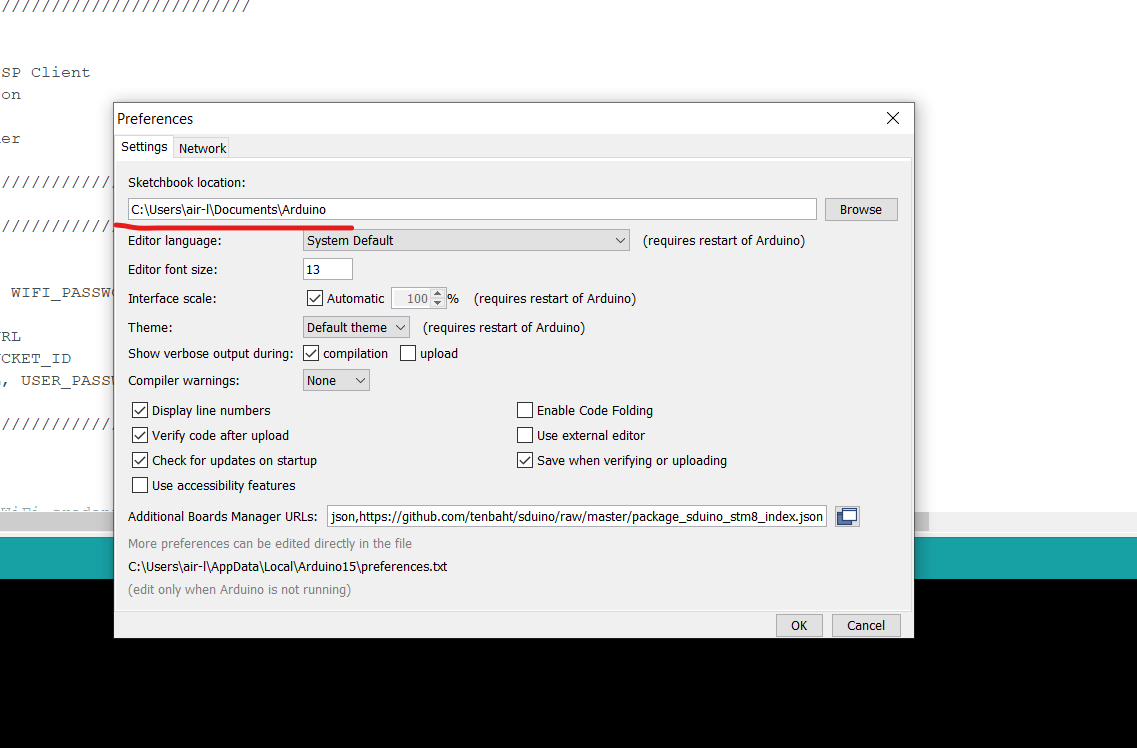 /////////////////////////
SP Client
on
er
Preferences
Settings Network
Sketchbook location:
C:\Users\air-l\Documents\Arduino Browse
Editor language: System Default (requires restart of Arduino)
Editor font size: 13
WIFI_PASSW
Interface scale: Automatic 100 % (requires restart of Arduino)
Theme: Default theme (requires restart of Arduino)
RL
Show verbose output during: compilation upload
CKET_ID
, USER_PASSW
Compiler warnings: None
Display line numbers Enable Code Folding
Verify code after upload Use external editor
Check for updates on startup Save when verifying or uploading
Use accessibility features
Additional Boards Manager URLs: json,https://github.com/tenbaht/sduino/raw/master/package_sduino_stm8_index.json
More preferences can be edited directly in the file
C:\Users\air-l\AppData\Local\Arduino15\preferences.txt
(edit only when Arduino is not running)
OK Cancel